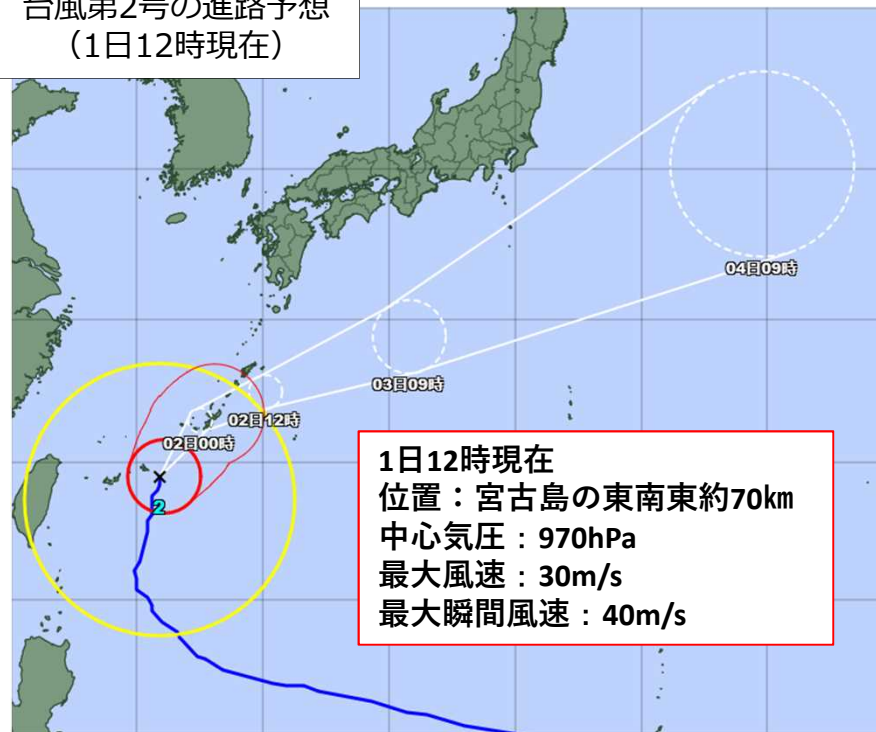 台風第2号の進路予想
（1日12時現在）
04日09時
03日09時
02日12時
02日00時
2
1日12時現在
位置：宮古島の東南東約70㎞
中心気圧：970hPa
最大風速：30m/s
最大瞬間風速：40m/s